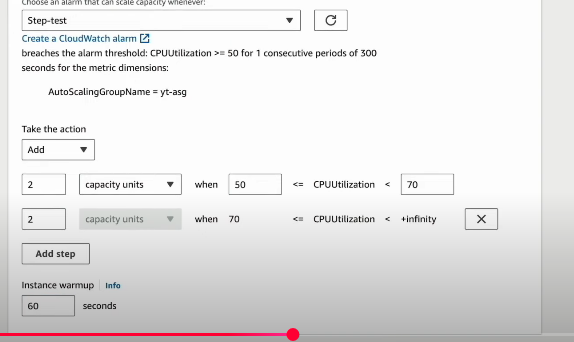 Choose an alarm that can scale capacity whenever:
Step-test
Create a CloudWatch alarm
breaches the alarm threshold: CPUUtilization >= 50 for 1 consecutive periods of 300
seconds for the metric dimensions:
AutoScalingGroupName = yt-asg
Take the action
Add
2 capacity units when 50 <= CPUUtilization < 70
2 capacity units when 70 <= CPUUtilization < +infinity
Add step
Instance warmup Info
60 seconds